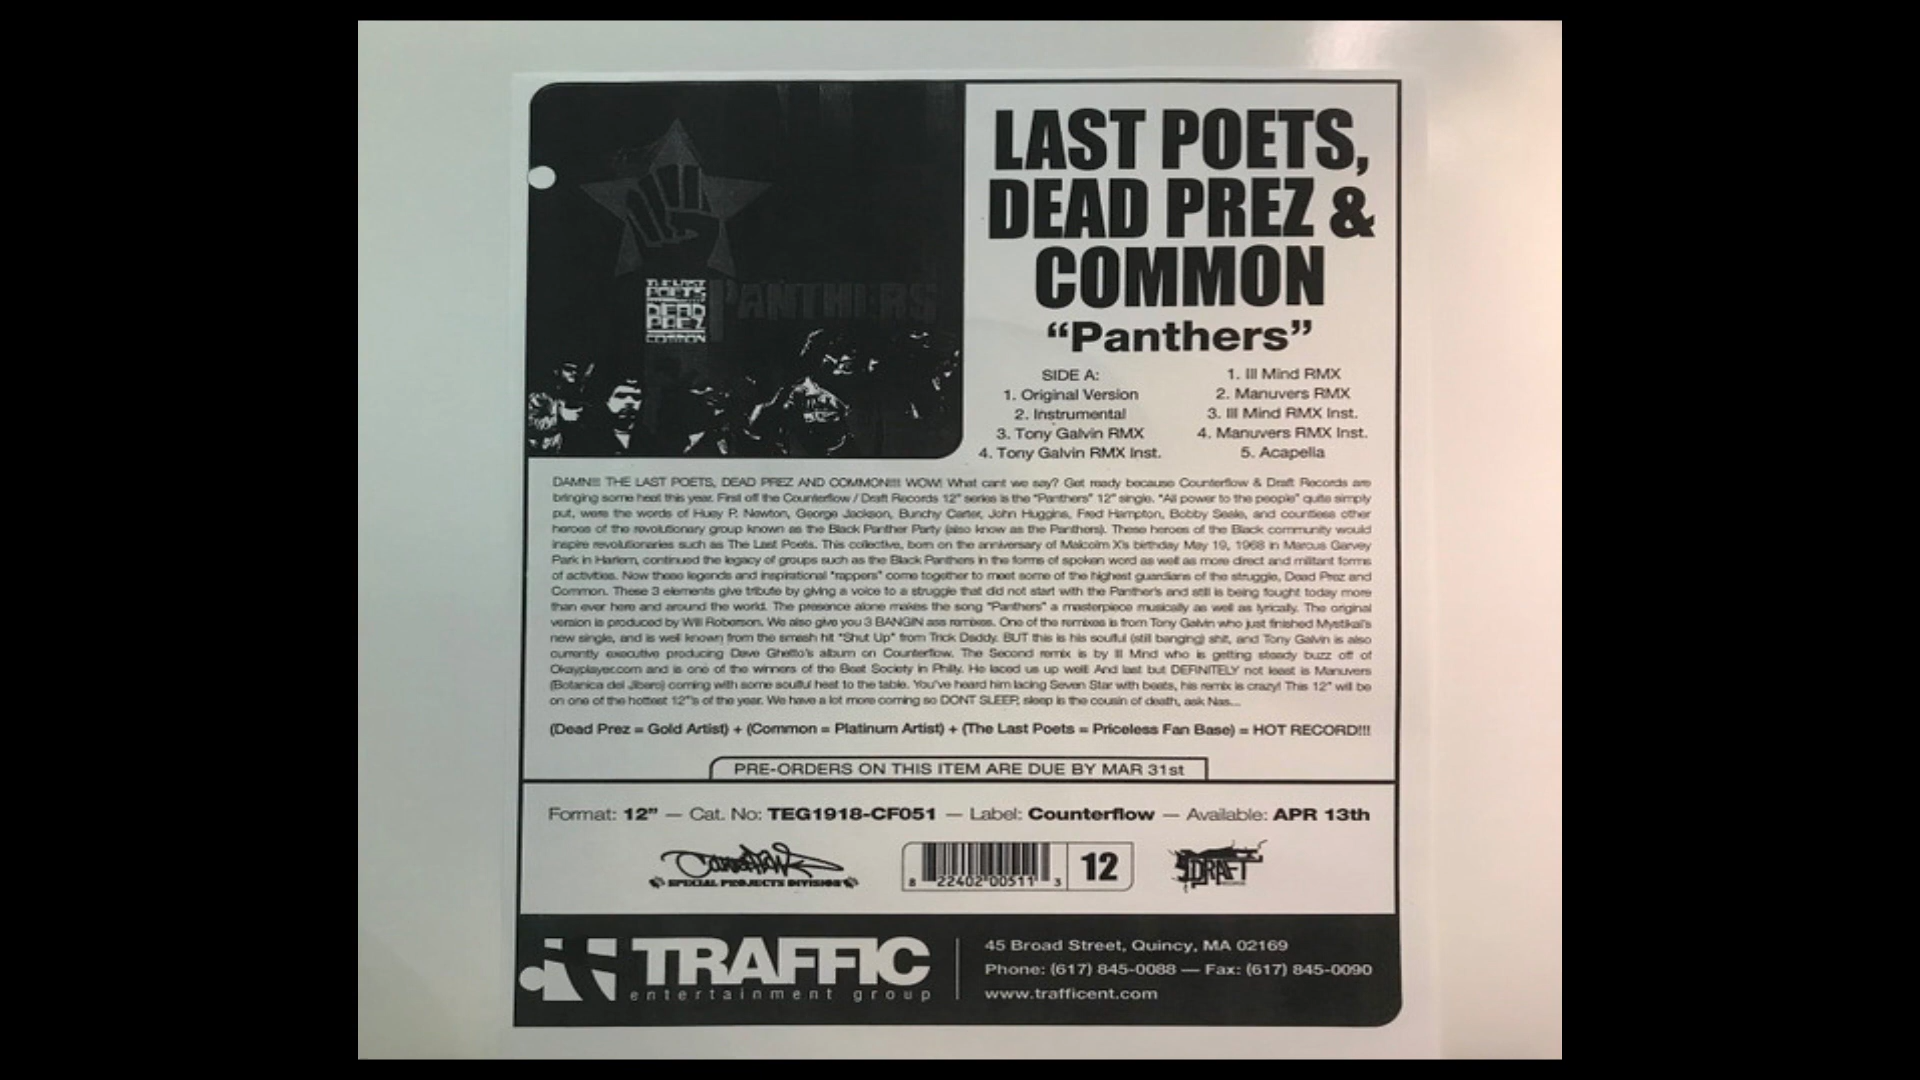 THE LAST
POETS
DEAD
PREZ
COMMON
PANTHERS
LAST POETS,
DEAD PREZ &
COMMON
“Panthers”
SIDE A:
1. Original Version
2. Instrumental
3. Tony Galvin RMX
4. Tony Galvin RMX Inst.
1. Ill Mind RMX
2. Manuvers RMX
3. Ill Mind RMX Inst.
4. Manuvers RMX Inst.
5. Acapella
DAMN!!! THE LAST POETS, DEAD PREZ AND COMMON!!!! WOW! What cant we say? Get ready because Counterflow & Draft Records are
bringing some heat this year. First off the Counterflow / Draft Records 12" series is the "Panthers" 12" single. "All power to the people" quite simply
put, were the words of Huey P. Newton, George Jackson, Bunchy Carter, John Huggins, Fred Hampton, Bobby Seale, and countless other
heroes of the revolutionary group known as the Black Panther Party (also know as the Panthers). These heroes of the Black community would
inspire revolutionaries such as The Last Poets. This collective, born on the anniversary of Malcolm X's birthday May 19, 1968 in Marcus Garvey
Park in Harlem, continued the legacy of groups such as the Black Panthers in the forms of spoken word as well as more direct and militant forms
of activities. Now these legends and inspirational "rappers" come together to meet some of the highest guardians of the struggle, Dead Prez and
Common. These 3 elements give tribute by giving a voice to a struggle that did not start with the Panther's and still is being fought today more
than ever here and around the world. The presence alone makes the song "Panthers" a masterpiece musically as well as lyrically. The original
version is produced by Will Roberson. We also give you 3 BANGIN ass remixes. One of the remixes is from Tony Galvin who just finished Mystikal's
new single, and is well known from the smash hit "Shut Up" from Trick Daddy. BUT this is his soulful (still banging) shit, and Tony Galvin is also
currently executive producing Dave Ghetto's album on Counterflow. The Second remix is by Ill Mind who is getting steady buzz off of
Okayplayer.com and is one of the winners of the Beat Society in Philly. He laced us up well! And last but DEFINITELY not least is Manuvers
(Botanica del Jibaro) coming with some soulful heat to the table. You've heard him lacing Seven Star with beats, his remix is crazy! This 12" will be
on one of the hottest 12"'s of the year. We have a lot more coming so DONT SLEEP, sleep is the cousin of death, ask Nas...
(Dead Prez = Gold Artist) + (Common = Platinum Artist) + (The Last Poets = Priceless Fan Base) = HOT RECORD!!!
PRE-ORDERS ON THIS ITEM ARE DUE BY MAR 31st
Format: 12” — Cat. No: TEG1918-CF051 — Label: Counterflow — Available: APR 13th
Counterflow
SPECIAL PROJECTS DIVISION
8 22402 00511 3
12
DRAFT
RECORDS
TRAFFIC
entertainment group
45 Broad Street, Quincy, MA 02169
Phone: (617) 845-0088 — Fax: (617) 845-0090
www.trafficent.com